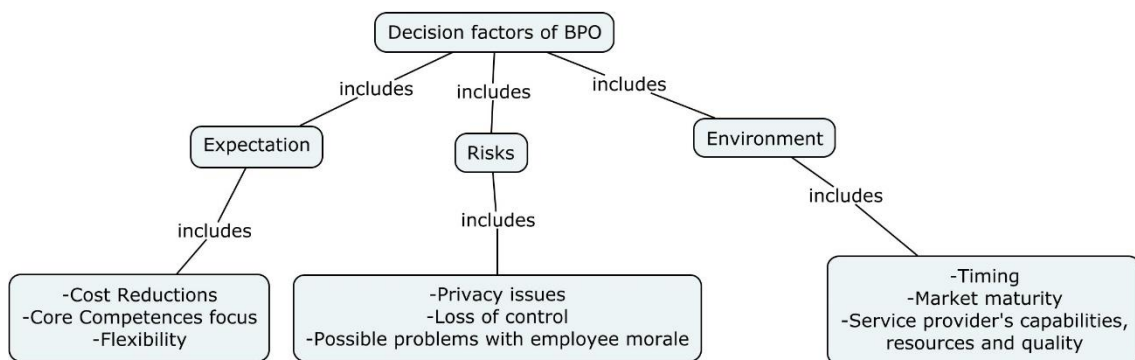 Decision factors of BPO
includes
includes
includes
Expectation
Risks
Environment
includes
includes
includes
-Cost Reductions
-Core Competences focus
-Flexibility
-Privacy issues
-Loss of control
-Possible problems with employee morale
-Timing
-Market maturity
-Service provider's capabilities,
resources and quality